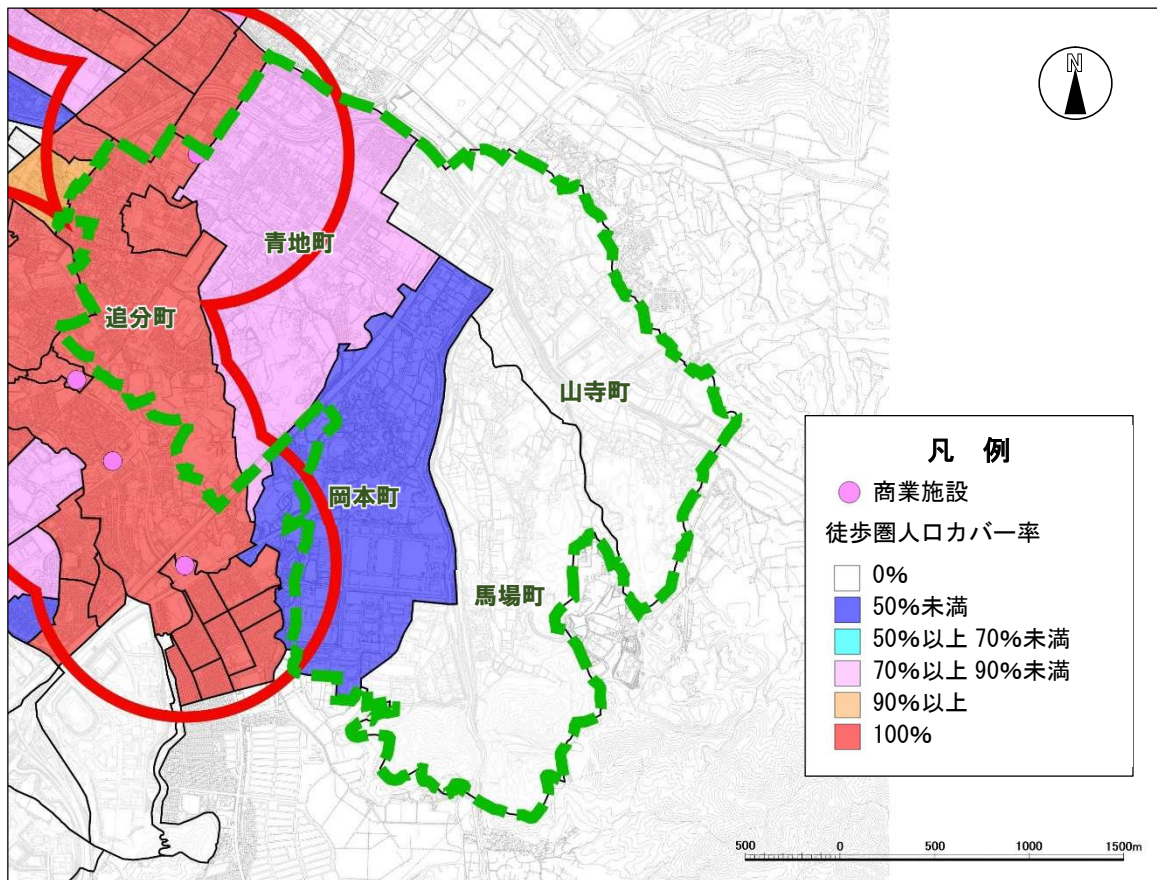 N
青地町
追分町
山寺町
岡本町
馬場町
凡 例
商業施設
徒歩圏人口カバー率
0%
50%未満
50%以上 70%未満
70%以上 90%未満
90%以上
100%
500 0 500 1000 1500m